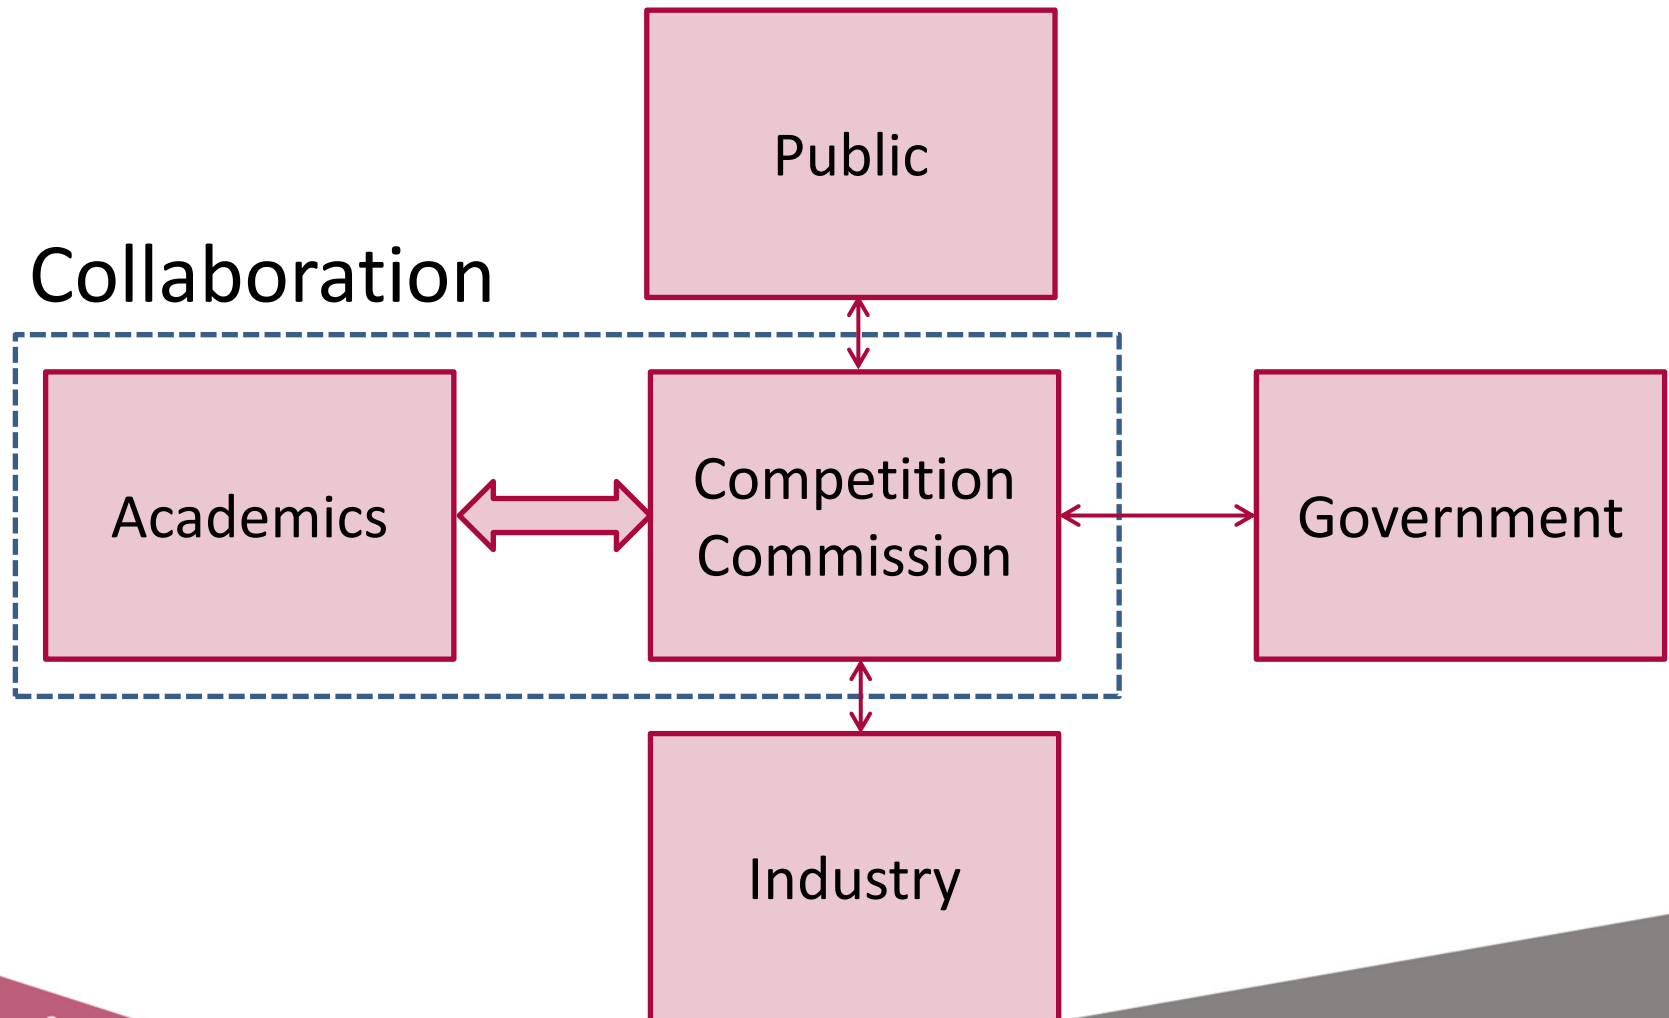 Public
Collaboration
Academics
Competition
Commission
Government
Industry